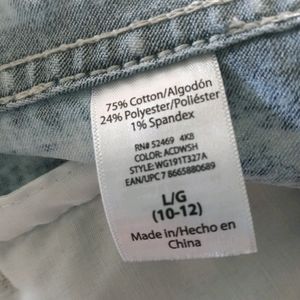 75% Cotton/Algodón
24% Polyester/Poliéster
1% Spandex
RN# 52469 4KB
COLOR: ACDWSH
STYLE: WG191T327A
EAN/UPC 7 8665880689
L/G
(10-12)
Made in/Hecho en
China